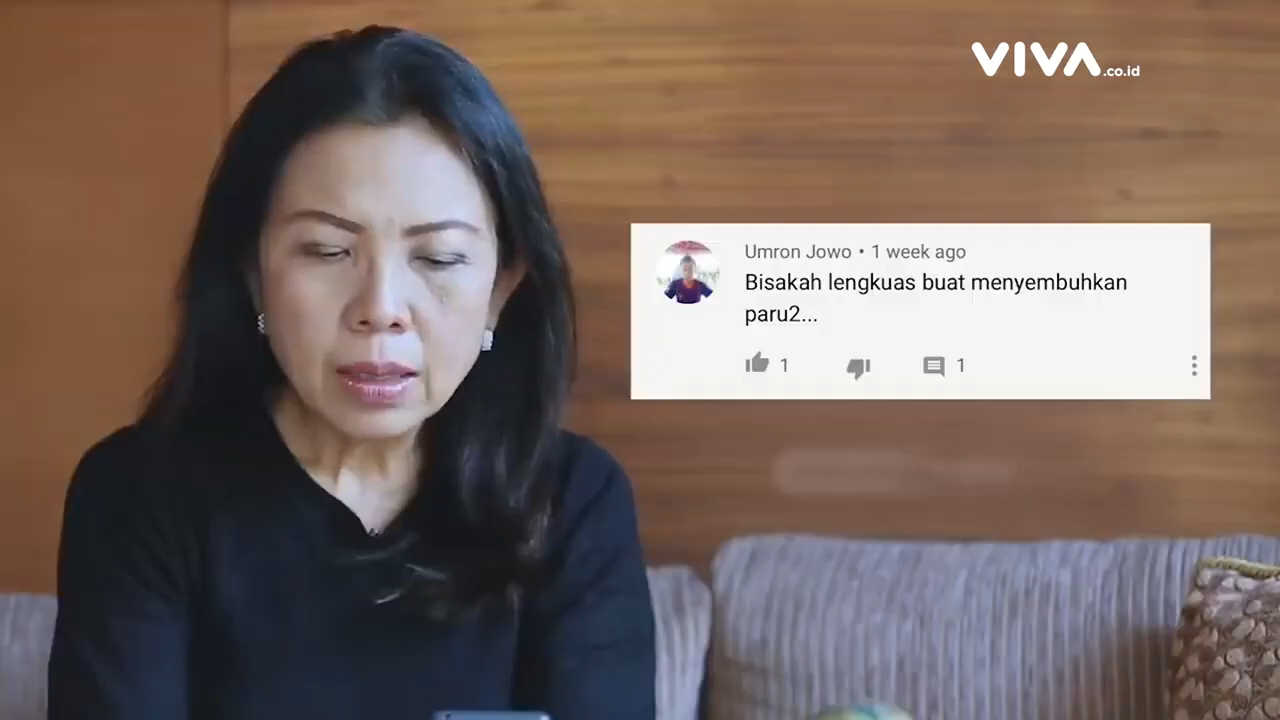 VIVA.co.id
Umron Jowo • 1 week ago
Bisakah lengkuas buat menyembuhkan
paru2...
1
1